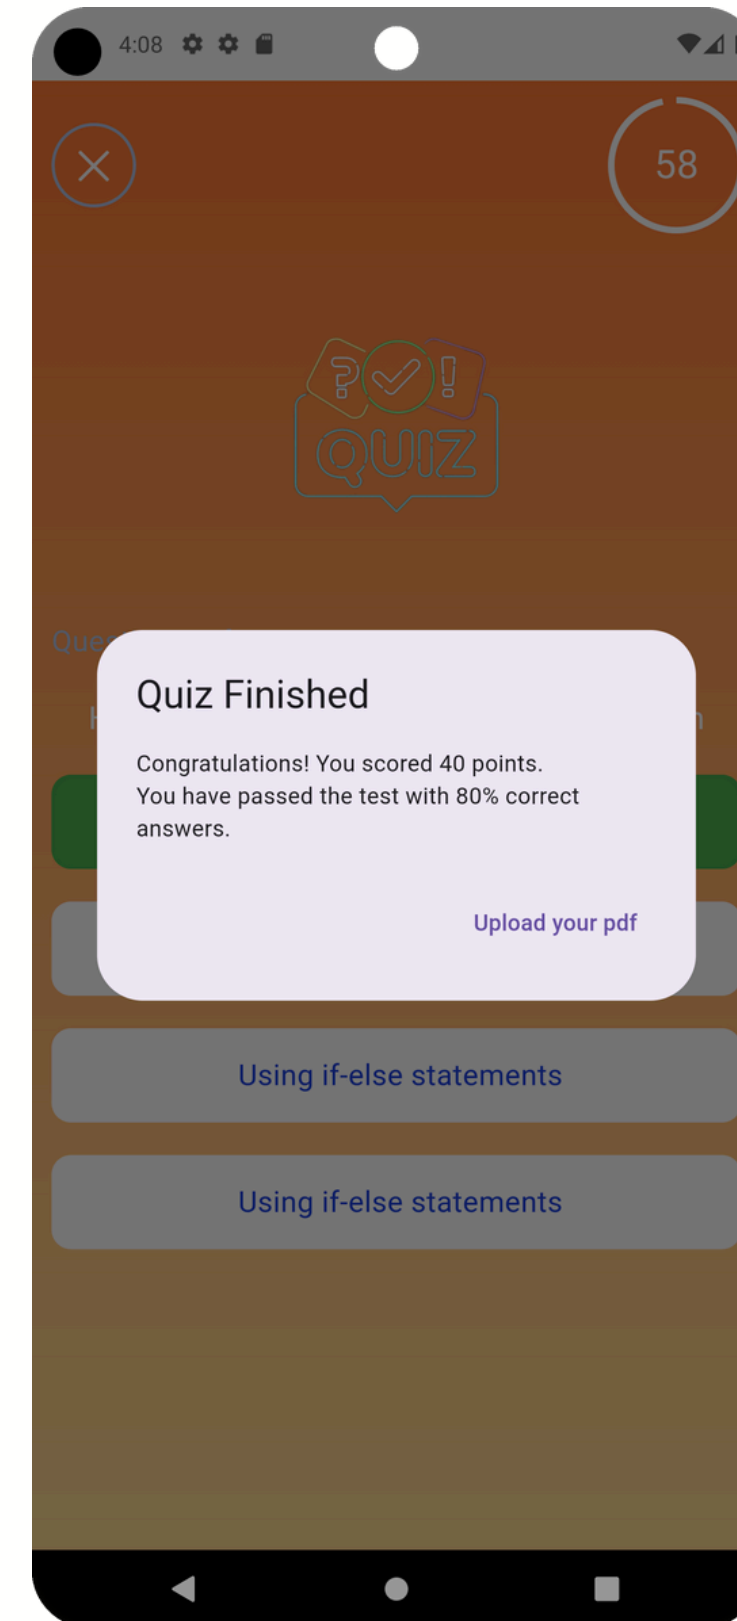 4:08
58
?!
QUIZ
Quiz Finished
Congratulations! You scored 40 points.
You have passed the test with 80% correct
answers.
Upload your pdf
Using if-else statements
Using if-else statements